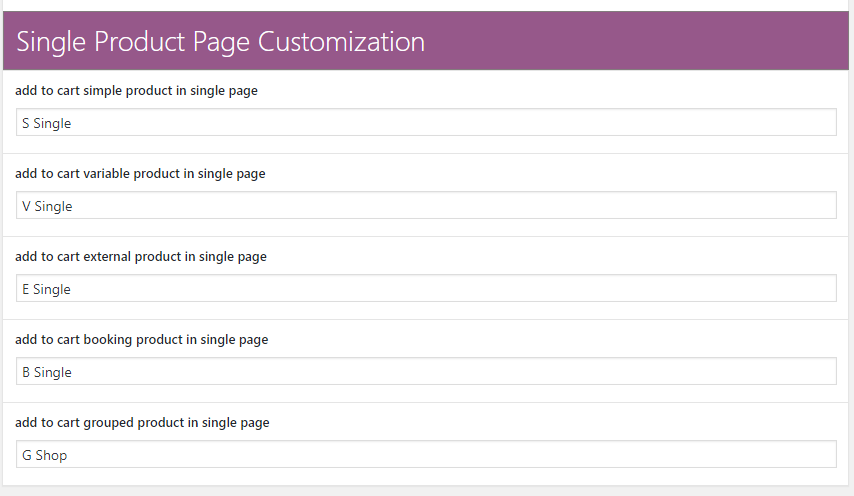 Single Product Page Customization
add to cart simple product in single page
S Single
add to cart variable product in single page
V Single
add to cart external product in single page
E Single
add to cart booking product in single page
B Single
add to cart grouped product in single page
G Shop